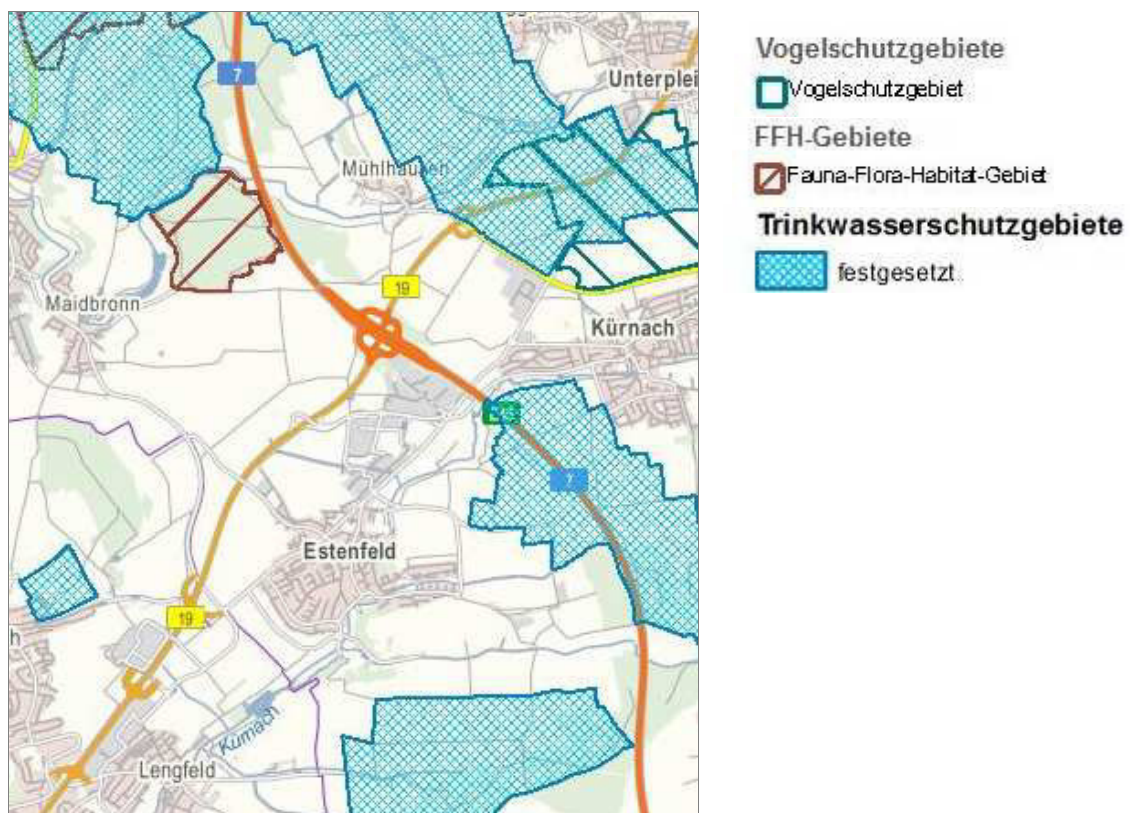 7
Unterplei
Mühlhausen
19
Maidbronn
Kürnach
7
Estenfeld
19
h
Kürnach
Lengfeld
Vogelschutzgebiete
Vogelschutzgebiet
FFH-Gebiete
Fauna-Flora-Habitat-Gebiet
Trinkwasserschutzgebiete
festgesetzt